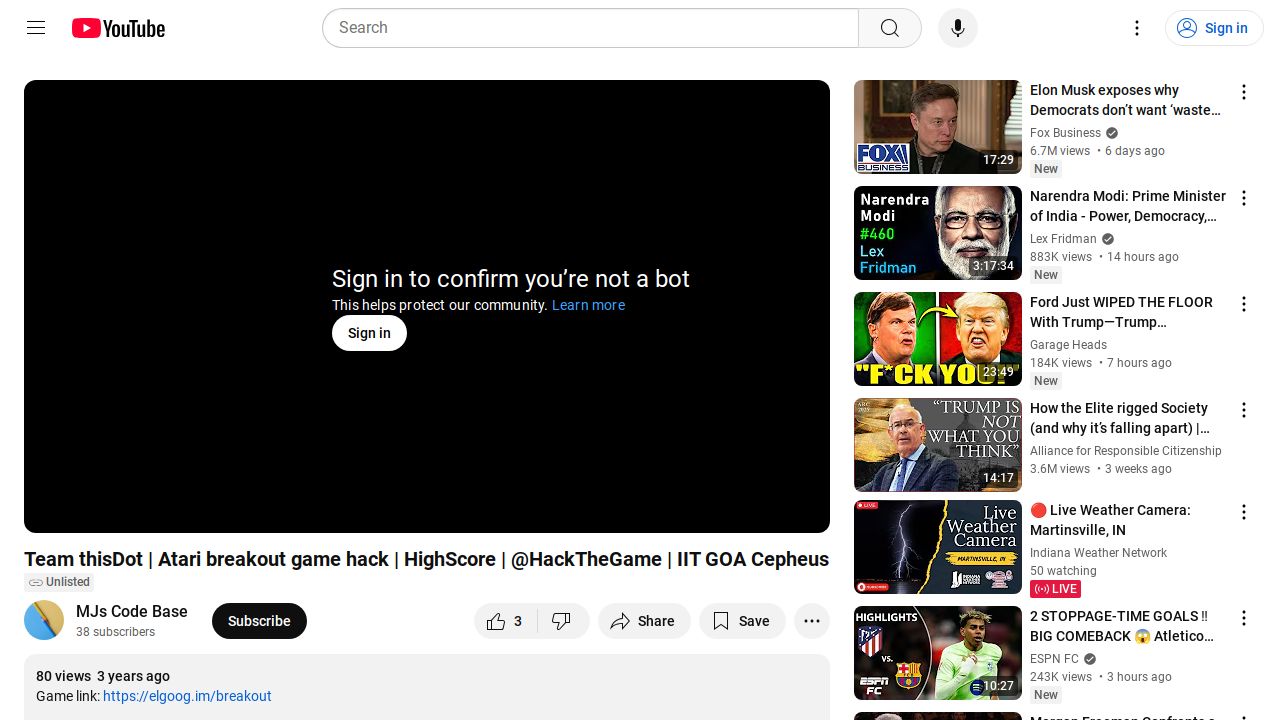 YouTube
Search
Sign in
Sign in to confirm you’re not a bot
This helps protect our community. Learn more
Sign in
Team thisDot | Atari breakout game hack | HighScore | @HackTheGame | IIT GOA Cepheus
Unlisted
MJs Code Base
38 subscribers
Subscribe
3
Share
Save
80 views 3 years ago
Game link: https://elgoog.im/breakout
FOX
BUSINESS
17:29
Elon Musk exposes why
Democrats don’t want ‘waste…
Fox Business
6.7M views • 6 days ago
New
Narendra
Modi
#460
Lex
Fridman
3:17:34
Narendra Modi: Prime Minister
of India - Power, Democracy,…
Lex Fridman
883K views • 14 hours ago
New
"F*CK YOU!"
23:49
Ford Just WIPED THE FLOOR
With Trump—Trump…
Garage Heads
184K views • 7 hours ago
New
ARC
2025
“TRUMP IS
NOT
WHAT YOU
THINK”
14:17
How the Elite rigged Society
(and why it’s falling apart) |…
Alliance for Responsible Citizenship
3.6M views • 3 weeks ago
LIVE
Live
Weather
Camera
MARTINSVILLE, IN
SUBSCRIBE
🔴 Live Weather Camera:
Martinsville, IN
Indiana Weather Network
50 watching
LIVE
HIGHLIGHTS
VS.
ESPN
FC
10:27
2 STOPPAGE-TIME GOALS ‼
BIG COMEBACK 😱 Atletico…
ESPN FC
243K views • 3 hours ago
New